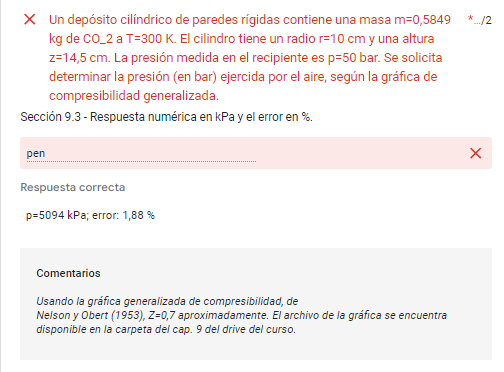 Un depósito cilíndrico de paredes rígidas contiene una masa m=0,5849 *…/2
kg de CO_2 a T=300 K. El cilindro tiene un radio r=10 cm y una altura
z=14,5 cm. La presión medida en el recipiente es p=50 bar. Se solicita
determinar la presión (en bar) ejercida por el aire, según la gráfica de
compresibilidad generalizada.
Sección 9.3 - Respuesta numérica en kPa y el error en %.
pen
Respuesta correcta
p=5094 kPa; error: 1,88 %
Comentarios
Usando la gráfica generalizada de compresibilidad, de
Nelson y Obert (1953), Z=0,7 aproximadamente. El archivo de la gráfica se encuentra
disponible en la carpeta del cap. 9 del drive del curso.